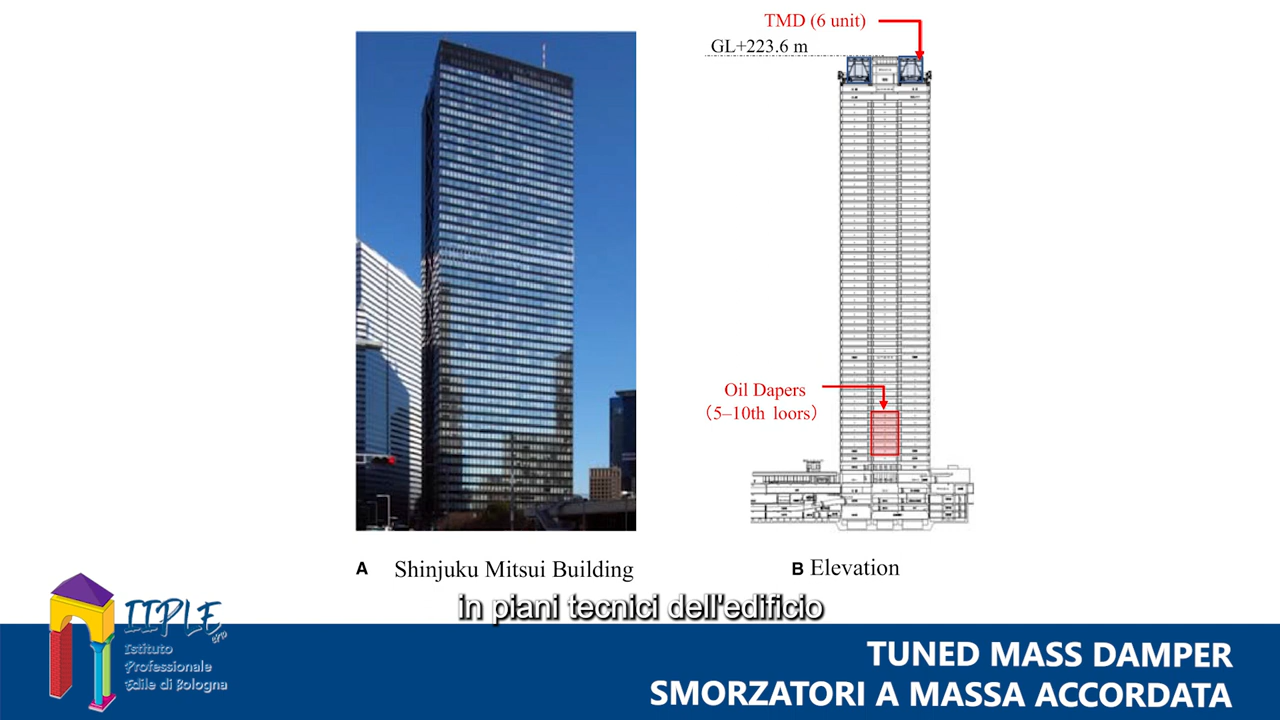 TMD (6 unit)
GL+223.6 m
Oil Dapers
(5–10th loors)
A Shinjuku Mitsui Building
B Elevation
in piani tecnici dell'edificio
IIPLE
Istituto
Professionale
Edile di Bologna
TUNED MASS DAMPER
SMORZATORI A MASSA ACCORDATA